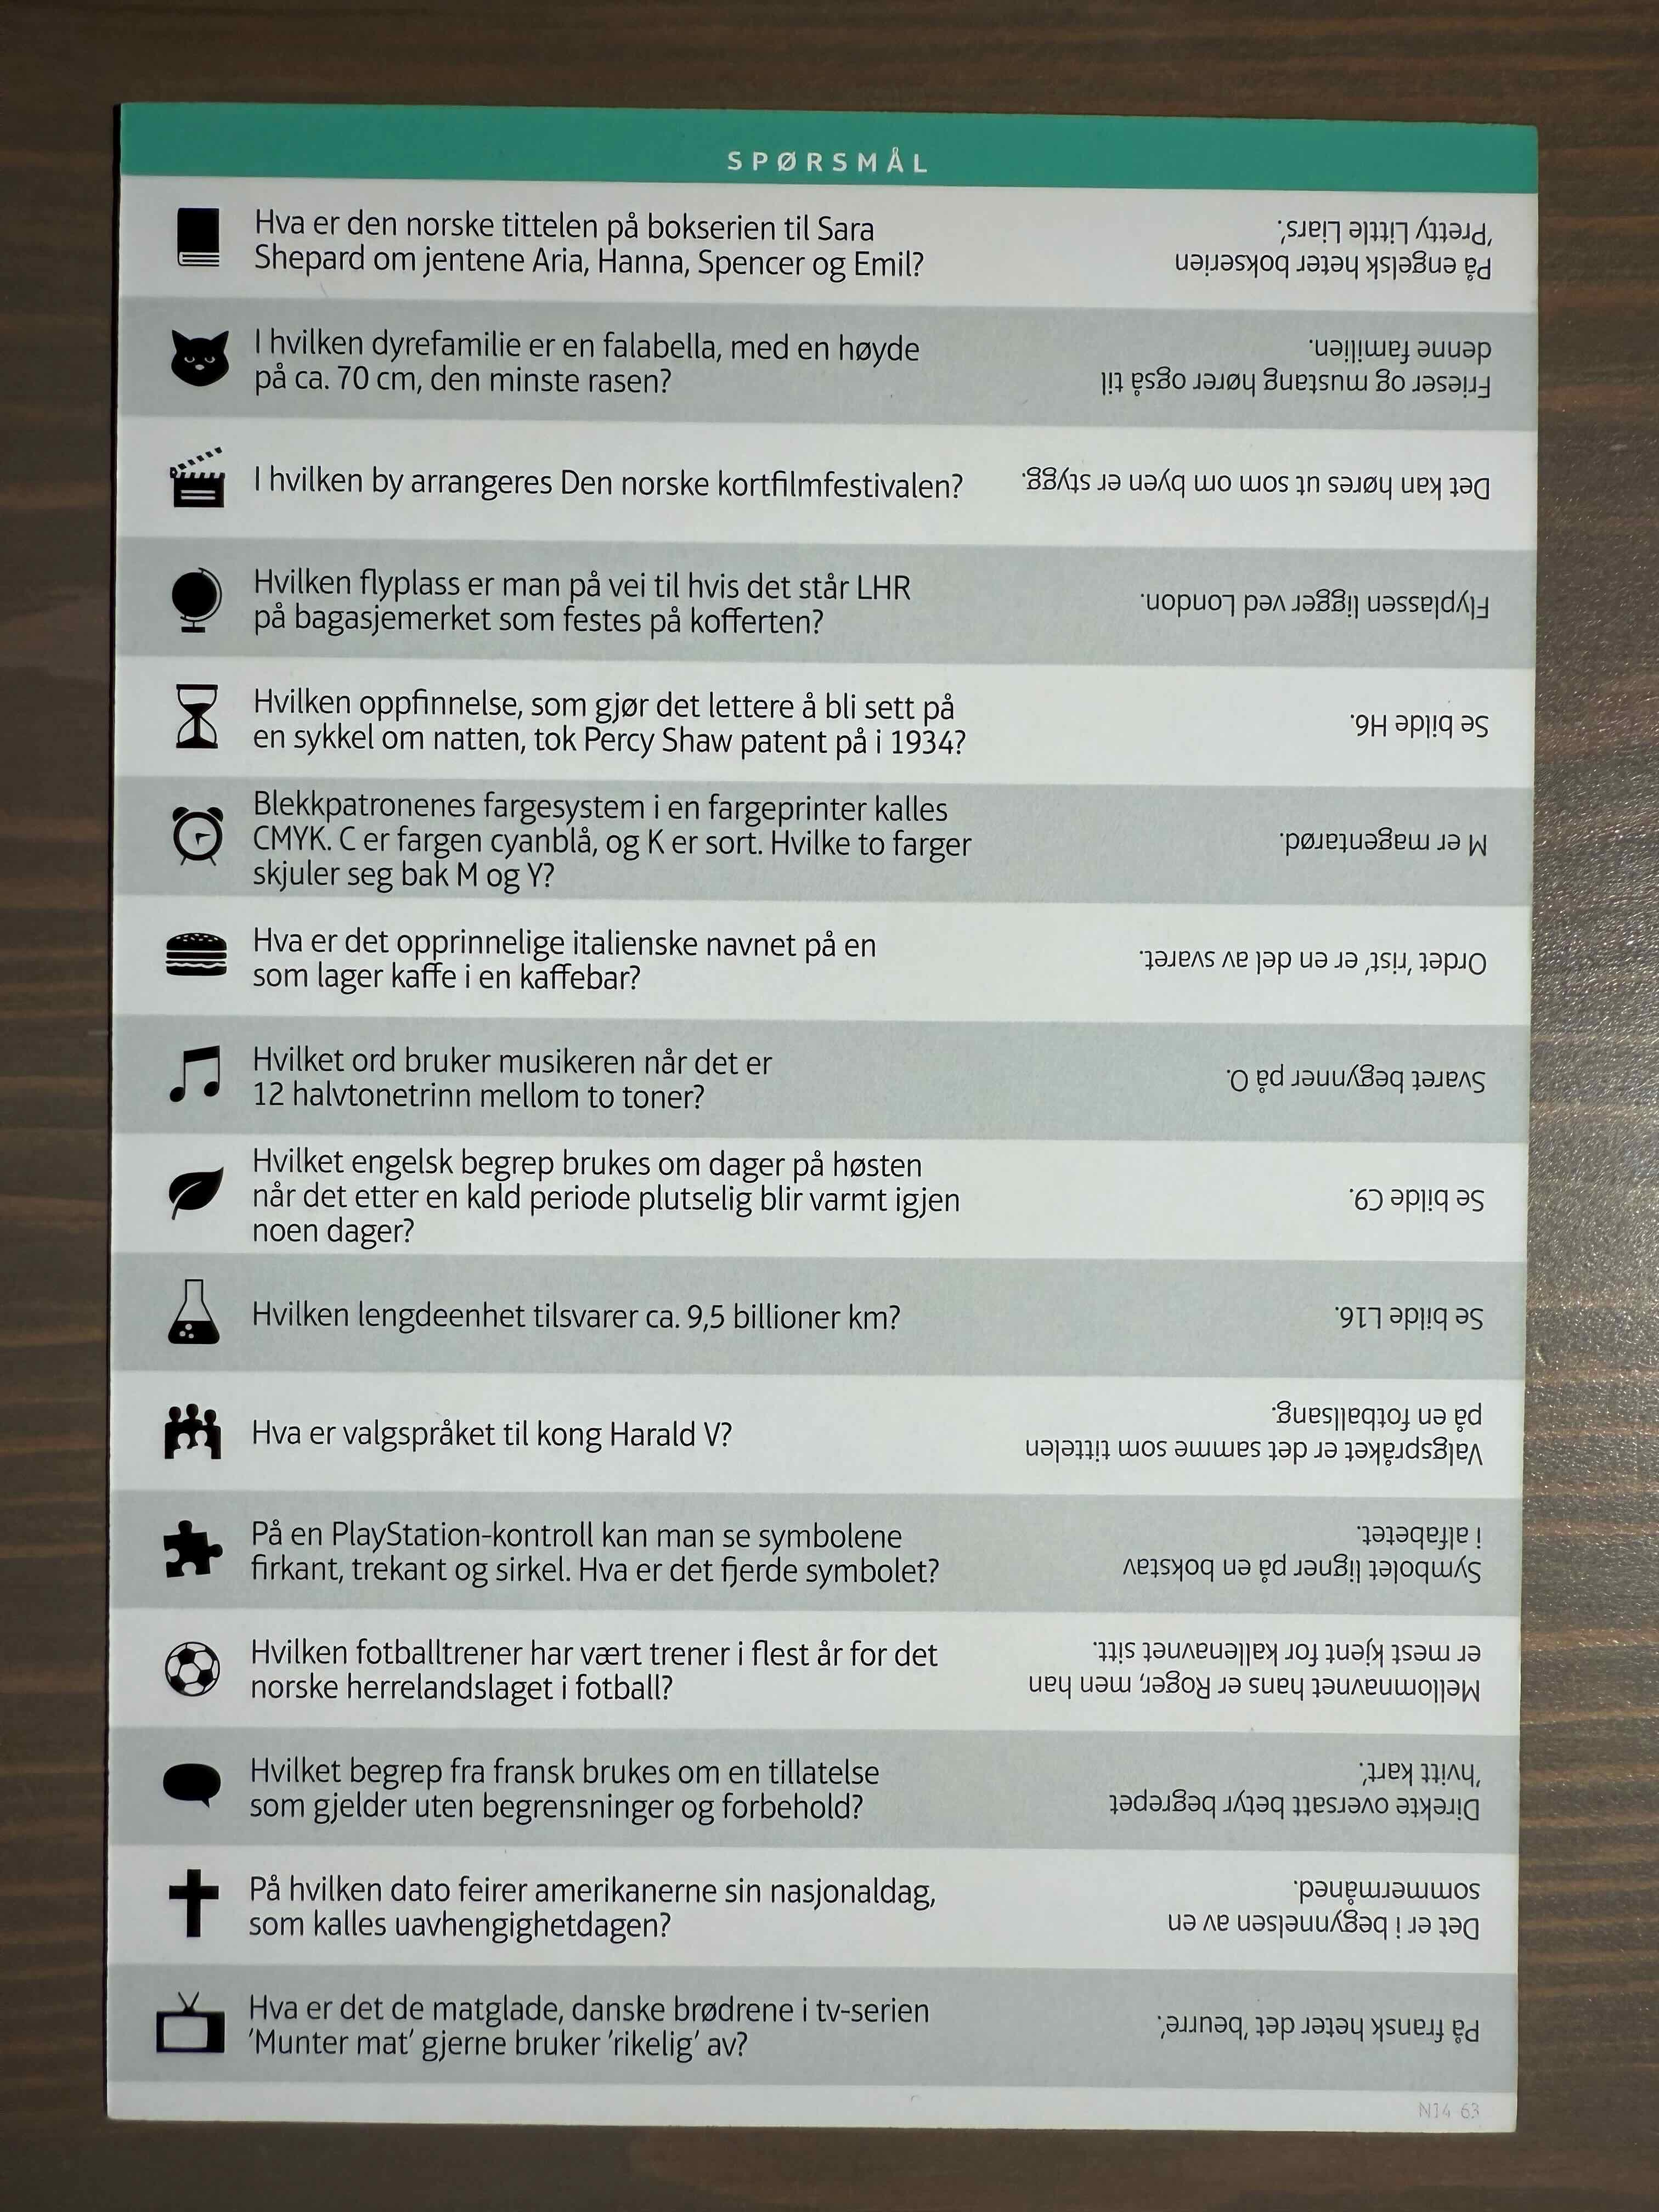 SPØRSMÅL
Hva er den norske tittelen på bokserien til Sara
Shepard om jentene Aria, Hanna, Spencer og Emil?
På engelsk heter bokserien
'Pretty Little Liars'.
I hvilken dyrefamilie er en falabella, med en høyde
på ca. 70 cm, den minste rasen?
Frieser og mustang hører også til
denne familien.
I hvilken by arrangeres Den norske kortfilmfestivalen?
Det kan høres ut som om byen er stygg.
Hvilken flyplass er man på vei til hvis det står LHR
på bagasjemerket som festes på kofferten?
Flyplassen ligger ved London.
Hvilken oppfinnelse, som gjør det lettere å bli sett på
en sykkel om natten, tok Percy Shaw patent på i 1934?
Se bilde H6.
Blekkpatronenes fargesystem i en fargeprinter kalles
CMYK. C er fargen cyanblå, og K er sort. Hvilke to farger
skjuler seg bak M og Y?
M er magentarød.
Hva er det opprinnelige italienske navnet på en
som lager kaffe i en kaffebar?
Ordet 'rist' er en del av svaret.
Hvilket ord bruker musikeren når det er
12 halvtonetrinn mellom to toner?
Svaret begynner på O.
Hvilket engelsk begrep brukes om dager på høsten
når det etter en kald periode plutselig blir varmt igjen
noen dager?
Se bilde C9.
Hvilken lengdeenhet tilsvarer ca. 9,5 billioner km?
Se bilde L16.
Hva er valgspråket til kong Harald V?
Valgspråket er det samme som tittelen
på en fotballsang.
På en PlayStation-kontroll kan man se symbolene
firkant, trekant og sirkel. Hva er det fjerde symbolet?
Symbolet ligner på en bokstav
i alfabetet.
Hvilken fotballtrener har vært trener i flest år for det
norske herrelandslaget i fotball?
Mellomnavnet hans er Roger, men han
er mest kjent for kallenavnet sitt.
Hvilket begrep fra fransk brukes om en tillatelse
som gjelder uten begrensninger og forbehold?
Direkte oversatt betyr begrepet
'hvitt kart'.
På hvilken dato feirer amerikanerne sin nasjonaldag,
som kalles uavhengighetdagen?
Det er i begynnelsen av en
sommermåned.
Hva er det de matglade, danske brødrene i tv-serien
'Munter mat' gjerne bruker 'rikelig' av?
På fransk heter det 'beurre'.
N14 63